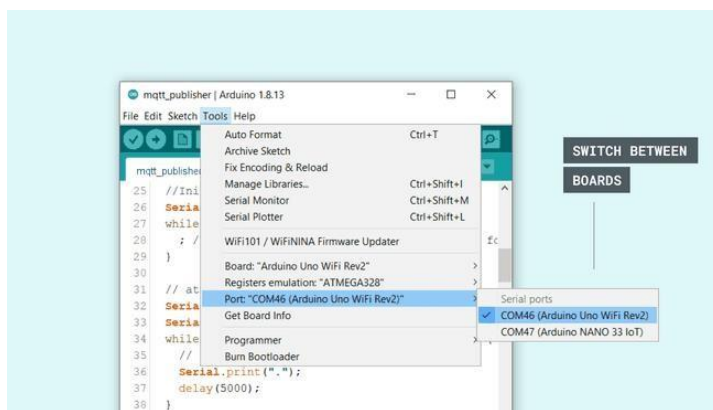 mqtt_publisher | Arduino 1.8.13
File Edit Sketch Tools Help
mqtt_publisher
Auto Format Ctrl+T
Archive Sketch
Fix Encoding & Reload
Manage Libraries... Ctrl+Shift+I
Serial Monitor Ctrl+Shift+M
Serial Plotter Ctrl+Shift+L
WiFi101 / WiFiNINA Firmware Updater
Board: "Arduino Uno WiFi Rev2"
Registers emulation: "ATMEGA328"
Port: "COM46 (Arduino Uno WiFi Rev2)"
Get Board Info
Programmer
Burn Bootloader
Serial ports
COM46 (Arduino Uno WiFi Rev2)
COM47 (Arduino NANO 33 IoT)
25 //Ini
26 Seria
27 while
28 ; / fo
29 }
30
31 // at
32 Seria
33 Seria
34 while {
35 //
36 Serial.print(".");
37 delay(5000);
38 }
SWITCH BETWEEN
BOARDS